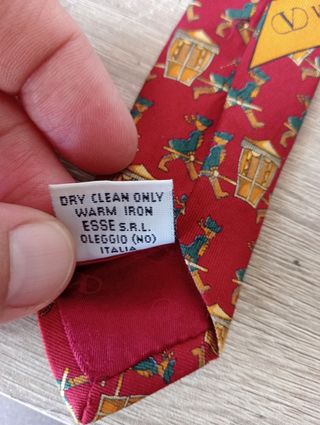 DRY CLEAN ONLY
WARM IRON
ESSE S.R.L.
OLEGGIO (NO)
ITALIA